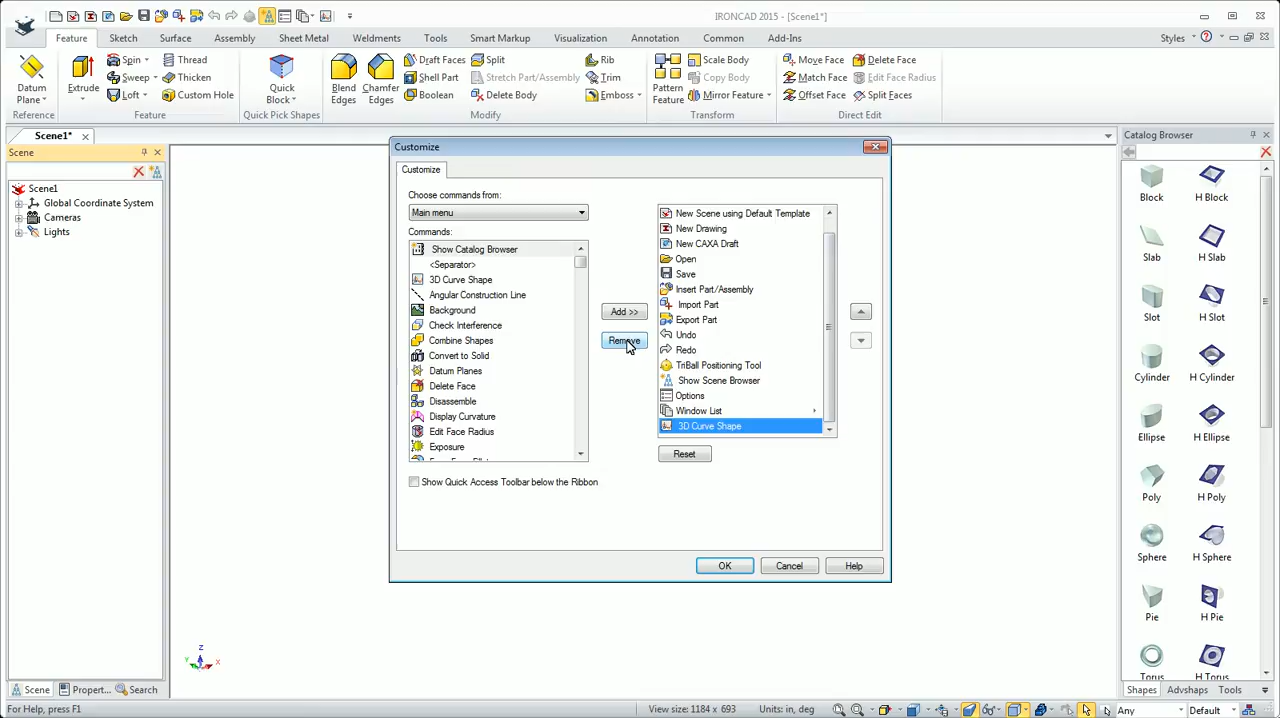 IRONCAD 2015 - [Scene1*]
Feature
Sketch
Surface
Assembly
Sheet Metal
Weldments
Tools
Smart Markup
Visualization
Annotation
Common
Add-Ins
Styles
Datum Plane
Reference
Extrude
Spin
Sweep
Loft
Thread
Thicken
Custom Hole
Feature
Quick Block
Quick Pick Shapes
Blend Edges
Chamfer Edges
Draft Faces
Shell Part
Boolean
Split
Stretch Part/Assembly
Delete Body
Rib
Trim
Emboss
Modify
Pattern Feature
Scale Body
Copy Body
Mirror Feature
Transform
Move Face
Match Face
Offset Face
Delete Face
Edit Face Radius
Split Faces
Direct Edit
Scene1*
Scene
Scene1
Global Coordinate System
Cameras
Lights
Customize
Customize
Choose commands from:
Main menu
Commands:
Show Catalog Browser
<Separator>
3D Curve Shape
Angular Construction Line
Background
Check Interference
Combine Shapes
Convert to Solid
Datum Planes
Delete Face
Disassemble
Display Curvature
Edit Face Radius
Exposure
Add >>
Remove
New Scene using Default Template
New Drawing
New CAXA Draft
Open
Save
Insert Part/Assembly
Import Part
Export Part
Undo
Redo
TriBall Positioning Tool
Show Scene Browser
Options
Window List
3D Curve Shape
Reset
Show Quick Access Toolbar below the Ribbon
OK
Cancel
Help
Catalog Browser
Block
H Block
Slab
H Slab
Slot
H Slot
Cylinder
H Cylinder
Ellipse
H Ellipse
Poly
H Poly
Sphere
H Sphere
Pie
H Pie
Torus
H Torus
Shapes
Advshaps
Tools
Z
Y
X
Scene
Propert...
Search
For Help, press F1
View size: 1184 x 693
Units: in, deg
Any
Default